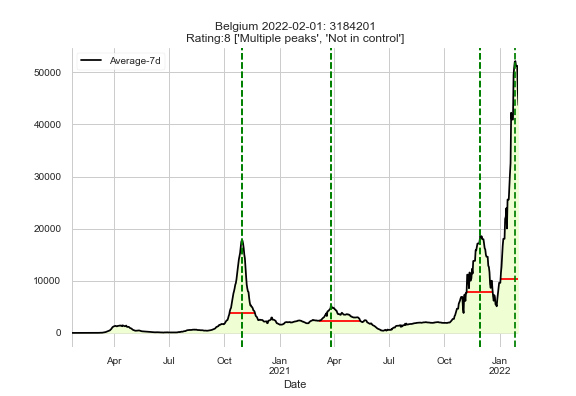 Belgium 2022-02-01: 3184201
Rating:8 ['Multiple peaks', 'Not in control']
Average-7d
50000
40000
30000
20000
10000
0
Apr Jul Oct Jan Apr Jul Oct Jan
2021 2022
Date